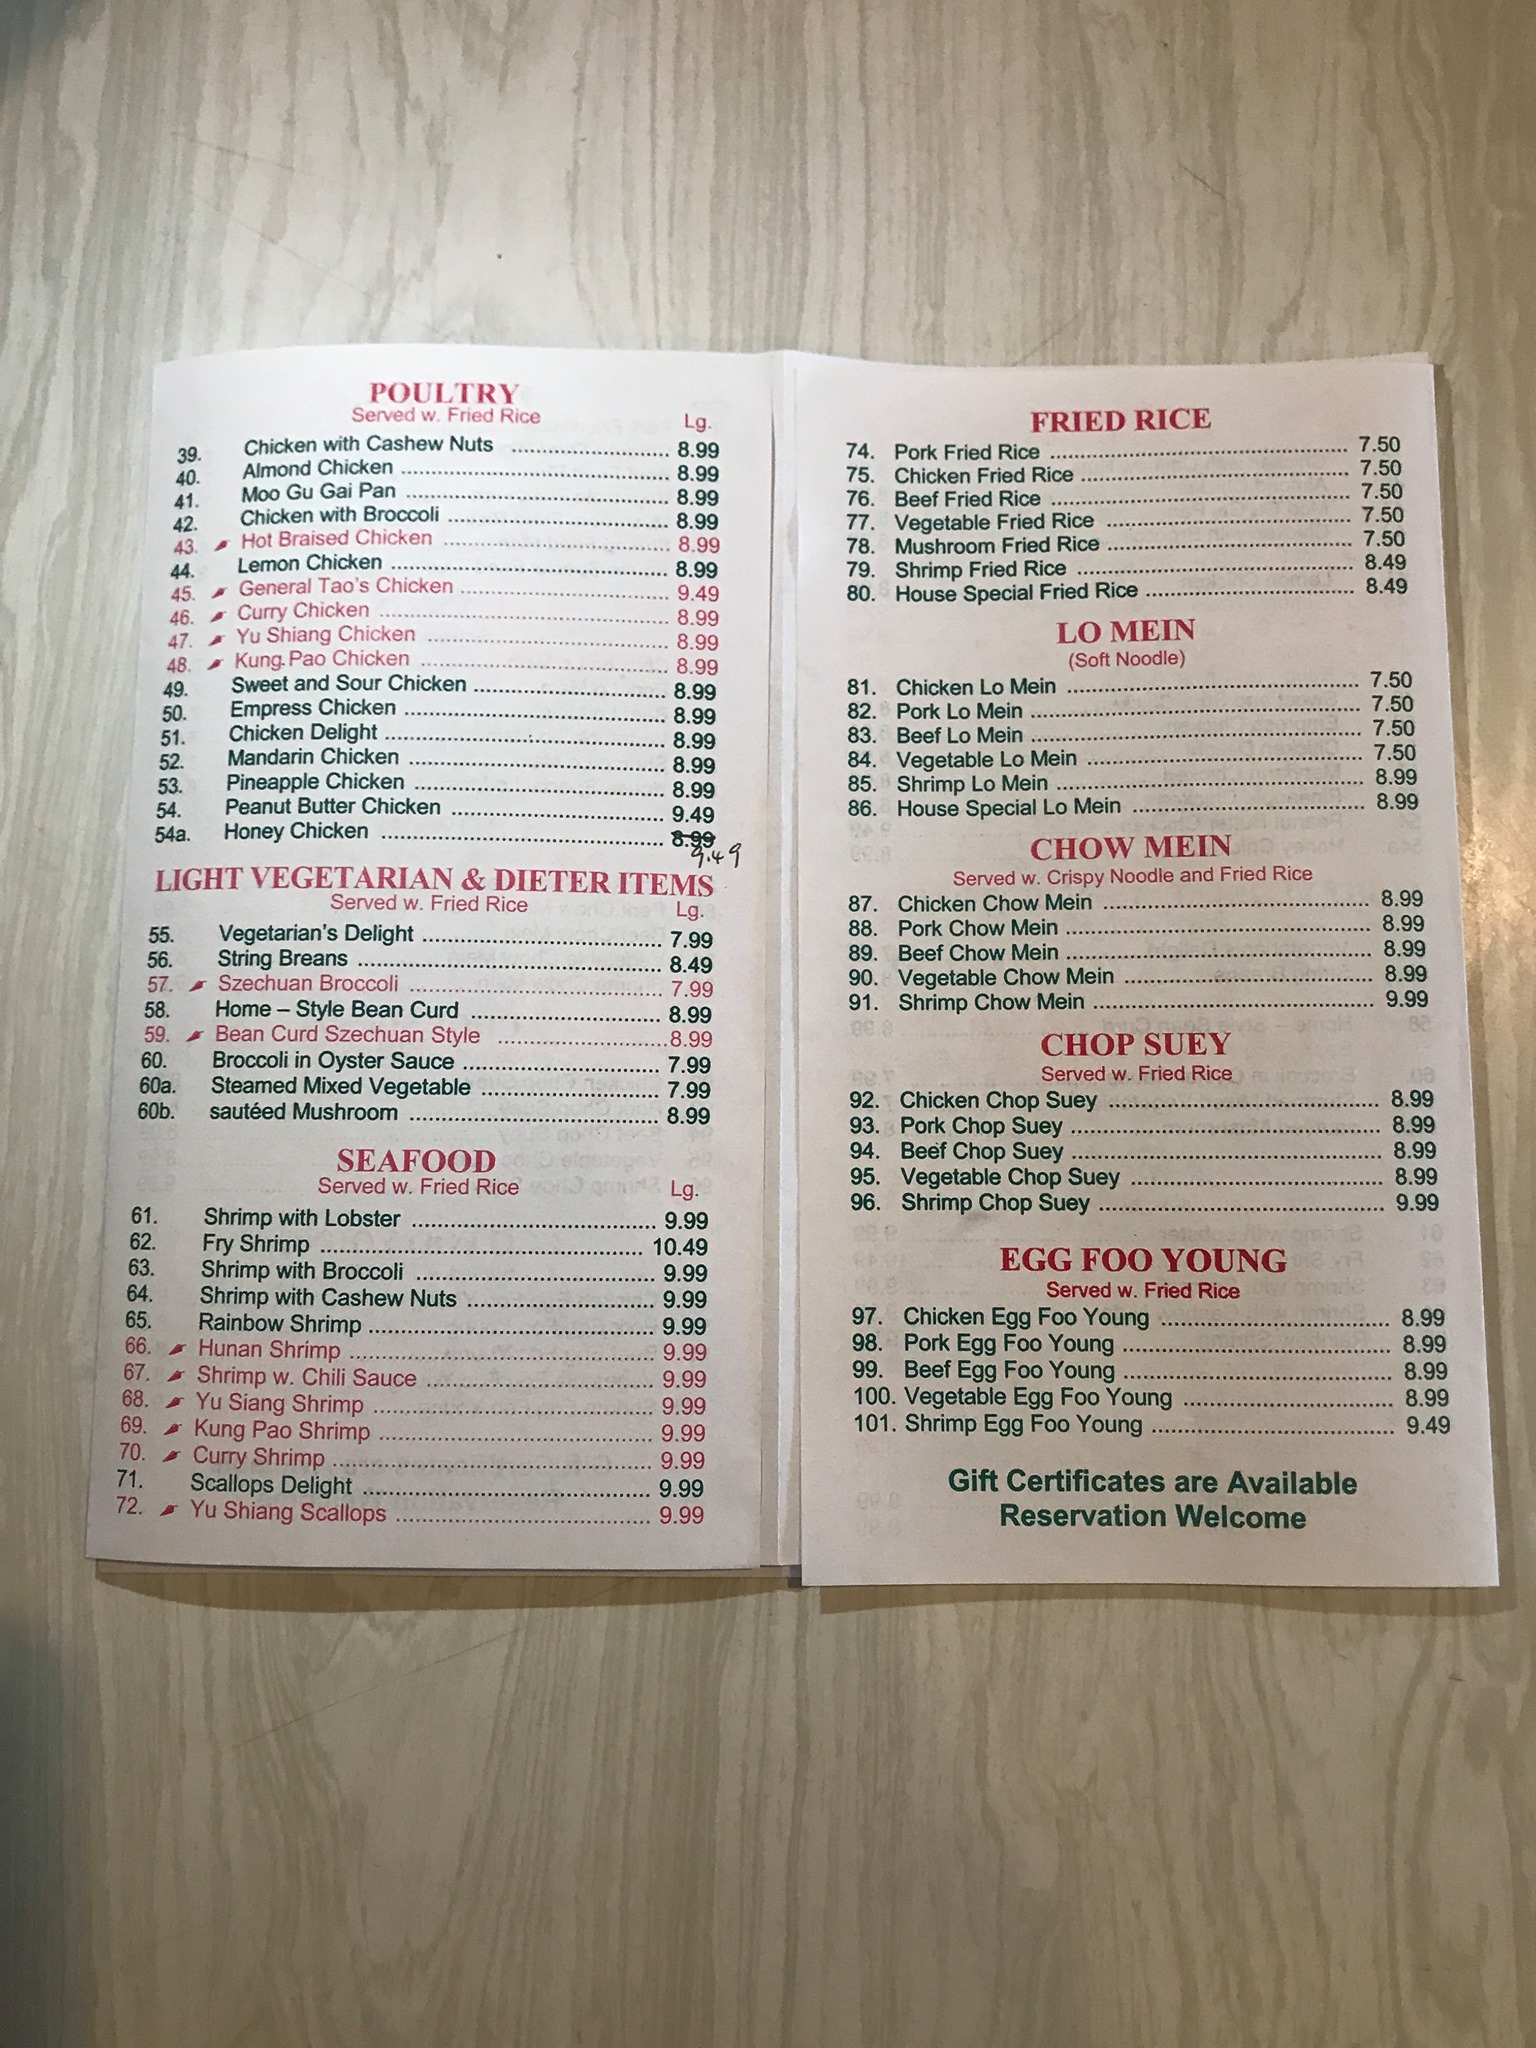 POULTRY
Served w. Fried Rice Lg.
39. Chicken with Cashew Nuts 8.99
40. Almond Chicken 8.99
41. Moo Gu Gai Pan 8.99
42. Chicken with Broccoli 8.99
43. Hot Braised Chicken 8.99
44. Lemon Chicken 8.99
45. General Tao's Chicken 9.49
46. Curry Chicken 8.99
47. Yu Shiang Chicken 8.99
48. Kung Pao Chicken 8.99
49. Sweet and Sour Chicken 8.99
50. Empress Chicken 8.99
51. Chicken Delight 8.99
52. Mandarin Chicken 8.99
53. Pineapple Chicken 8.99
54. Peanut Butter Chicken 9.49
54a. Honey Chicken 8.99
9.49
LIGHT VEGETARIAN & DIETER ITEMS
Served w. Fried Rice Lg.
55. Vegetarian's Delight 7.99
56. String Breans 8.49
57. Szechuan Broccoli 7.99
58. Home – Style Bean Curd 8.99
59. Bean Curd Szechuan Style 8.99
60. Broccoli in Oyster Sauce 7.99
60a. Steamed Mixed Vegetable 7.99
60b. sautéed Mushroom 8.99
SEAFOOD
Served w. Fried Rice Lg.
61. Shrimp with Lobster 9.99
62. Fry Shrimp 10.49
63. Shrimp with Broccoli 9.99
64. Shrimp with Cashew Nuts 9.99
65. Rainbow Shrimp 9.99
66. Hunan Shrimp 9.99
67. Shrimp w. Chili Sauce 9.99
68. Yu Siang Shrimp 9.99
69. Kung Pao Shrimp 9.99
70. Curry Shrimp 9.99
71. Scallops Delight 9.99
72. Yu Shiang Scallops 9.99
FRIED RICE
74. Pork Fried Rice 7.50
75. Chicken Fried Rice 7.50
76. Beef Fried Rice 7.50
77. Vegetable Fried Rice 7.50
78. Mushroom Fried Rice 7.50
79. Shrimp Fried Rice 8.49
80. House Special Fried Rice 8.49
LO MEIN
(Soft Noodle)
81. Chicken Lo Mein 7.50
82. Pork Lo Mein 7.50
83. Beef Lo Mein 7.50
84. Vegetable Lo Mein 7.50
85. Shrimp Lo Mein 8.99
86. House Special Lo Mein 8.99
CHOW MEIN
Served w. Crispy Noodle and Fried Rice
87. Chicken Chow Mein 8.99
88. Pork Chow Mein 8.99
89. Beef Chow Mein 8.99
90. Vegetable Chow Mein 8.99
91. Shrimp Chow Mein 9.99
CHOP SUEY
Served w. Fried Rice
92. Chicken Chop Suey 8.99
93. Pork Chop Suey 8.99
94. Beef Chop Suey 8.99
95. Vegetable Chop Suey 8.99
96. Shrimp Chop Suey 9.99
EGG FOO YOUNG
Served w. Fried Rice
97. Chicken Egg Foo Young 8.99
98. Pork Egg Foo Young 8.99
99. Beef Egg Foo Young 8.99
100. Vegetable Egg Foo Young 8.99
101. Shrimp Egg Foo Young 9.49
Gift Certificates are Available
Reservation Welcome